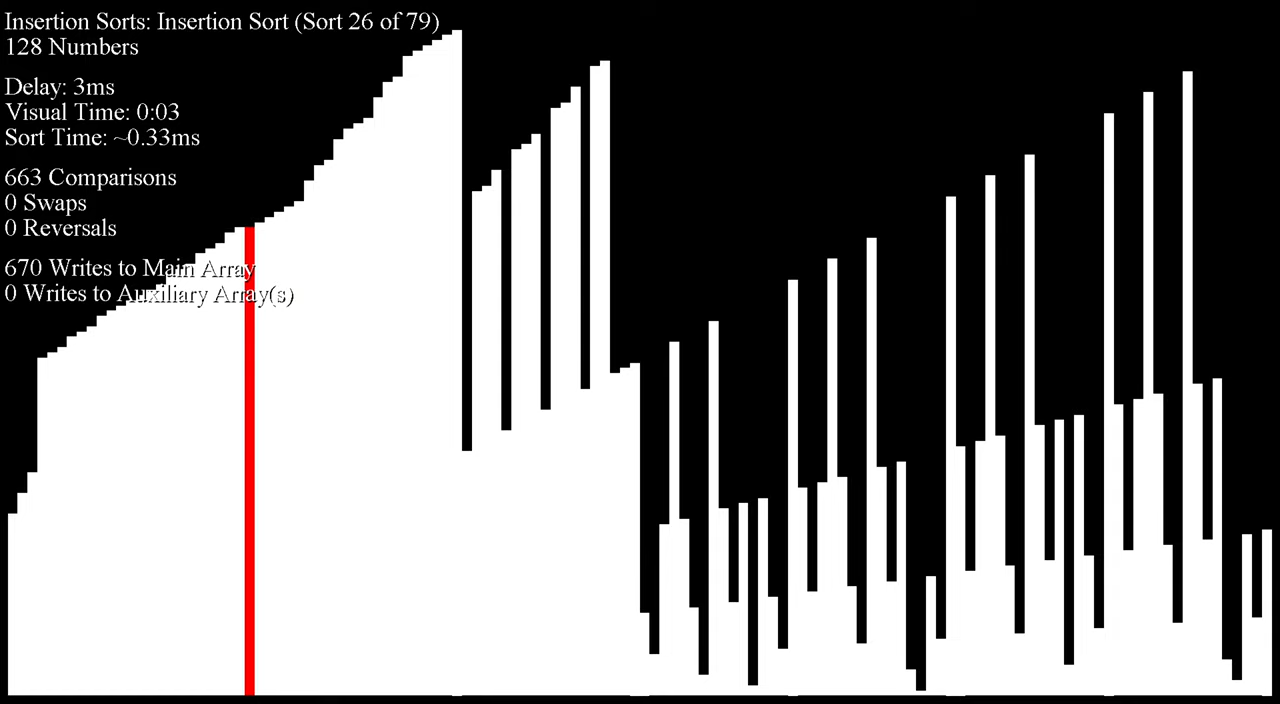 Insertion Sorts: Insertion Sort (Sort 26 of 79)
128 Numbers
Delay: 3ms
Visual Time: 0:03
Sort Time: ~0.33ms
663 Comparisons
0 Swaps
0 Reversals
670 Writes to Main Array
0 Writes to Auxiliary Array(s)